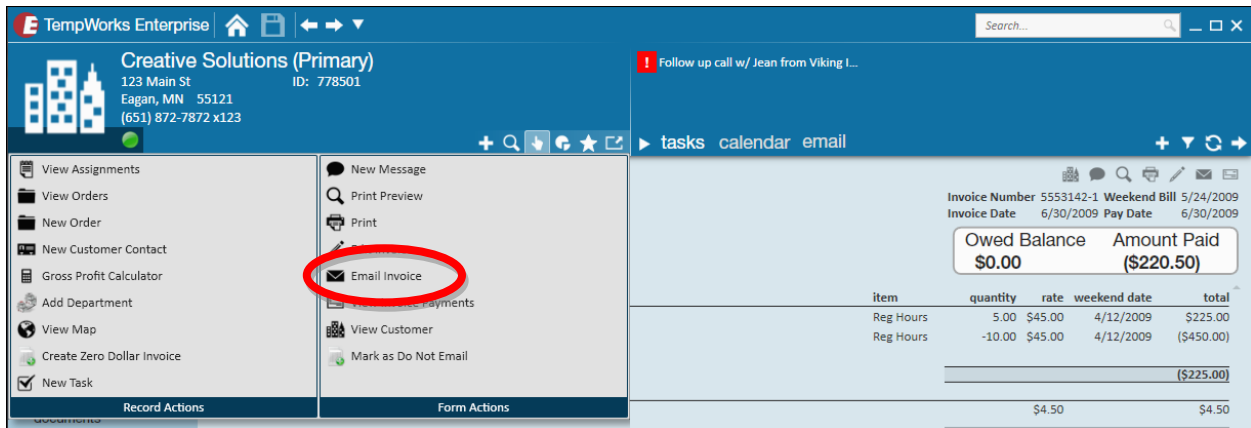 TempWorks Enterprise
Search...
Creative Solutions (Primary)
123 Main St ID: 778501
Eagan, MN 55121
(651) 872-7872 x123
! Follow up call w/ Jean from Viking I...
tasks calendar email
View Assignments
View Orders
New Order
New Customer Contact
Gross Profit Calculator
Add Department
View Map
Create Zero Dollar Invoice
New Task
Record Actions
New Message
Print Preview
Print
Email Invoice
View Invoice Payments
View Customer
Mark as Do Not Email
Form Actions
documents
Invoice Number 5553142-1 Weekend Bill 5/24/2009
Invoice Date 6/30/2009 Pay Date 6/30/2009
Owed Balance Amount Paid
$0.00 ($220.50)
item quantity rate weekend date total
Reg Hours 5.00 $45.00 4/12/2009 $225.00
Reg Hours -10.00 $45.00 4/12/2009 ($450.00)
($225.00)
$4.50 $4.50